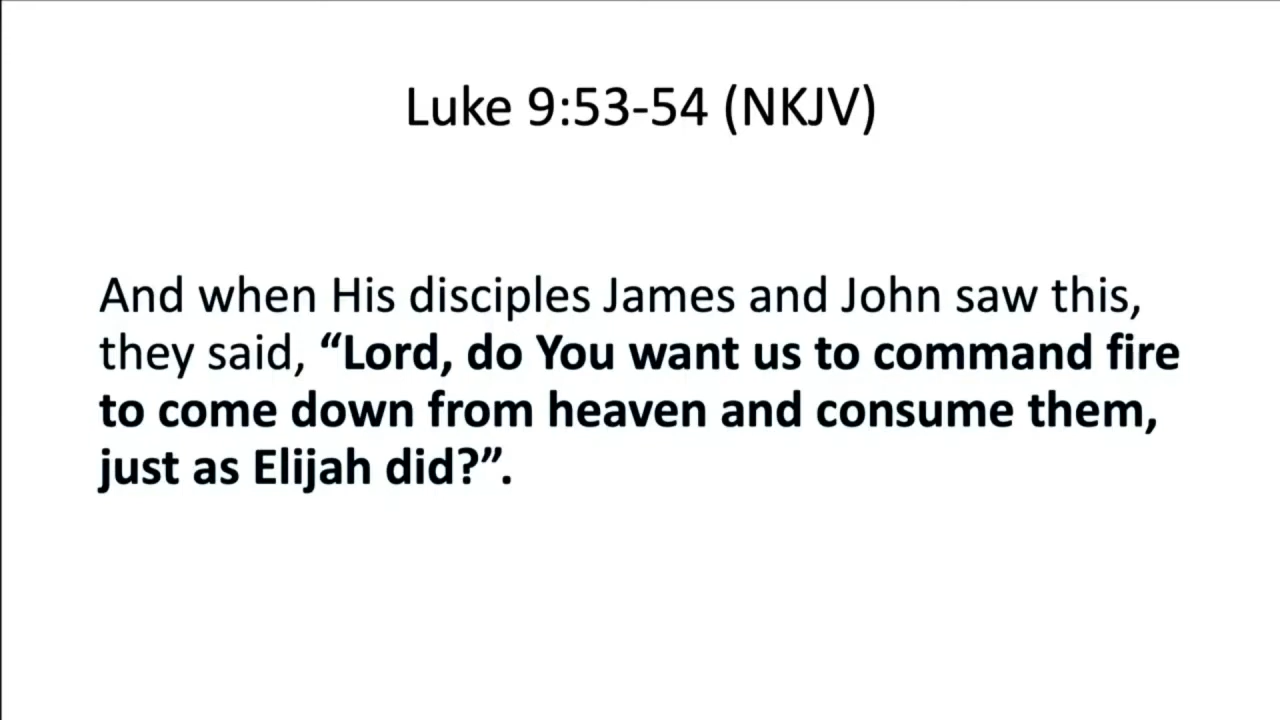 Luke 9:53-54 (NKJV)
And when His disciples James and John saw this,
they said, “Lord, do You want us to command fire
to come down from heaven and consume them,
just as Elijah did?”.